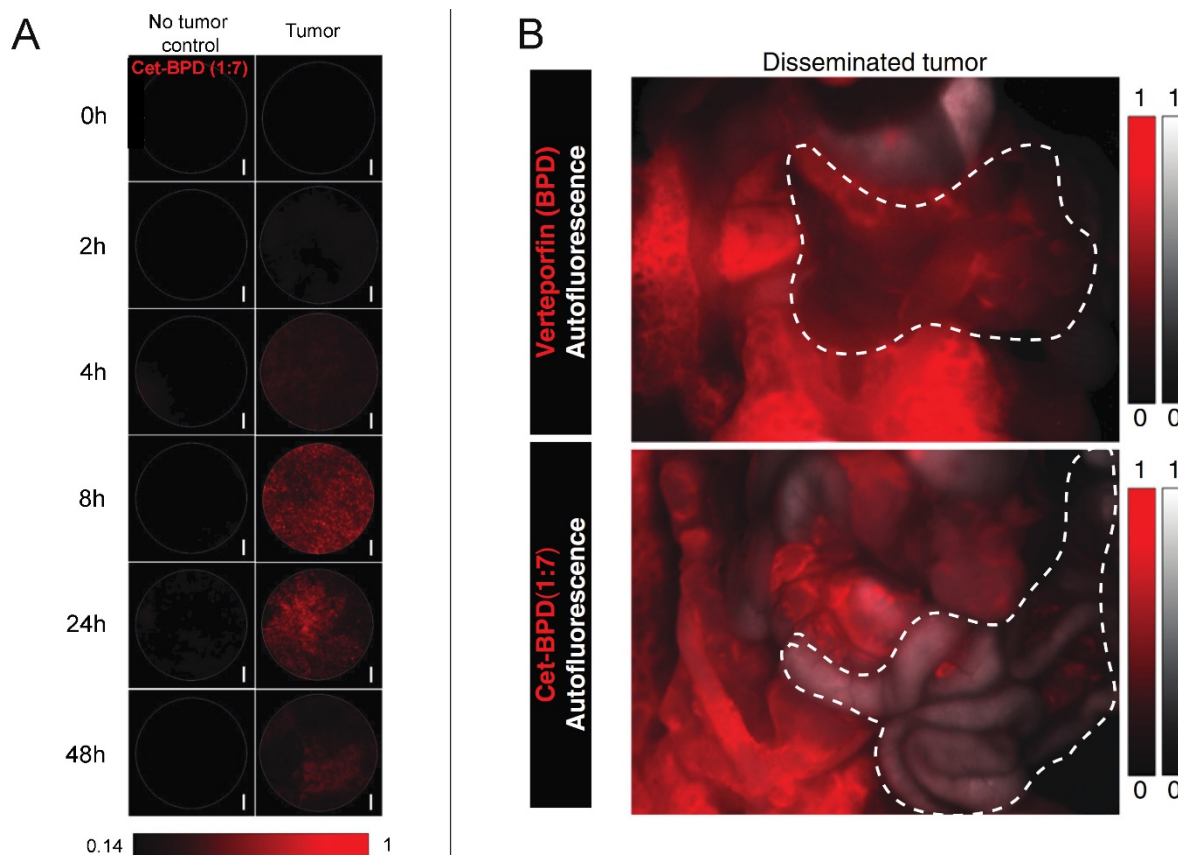 A
No tumor
control
Tumor
Cet-BPD (1:7)
0h
2h
4h
8h
24h
48h
0.14
1
B
Disseminated tumor
Verteporfin (BPD)
Autofluorescence
1 1
0 0
Cet-BPD(1:7)
Autofluorescence
1 1
0 0